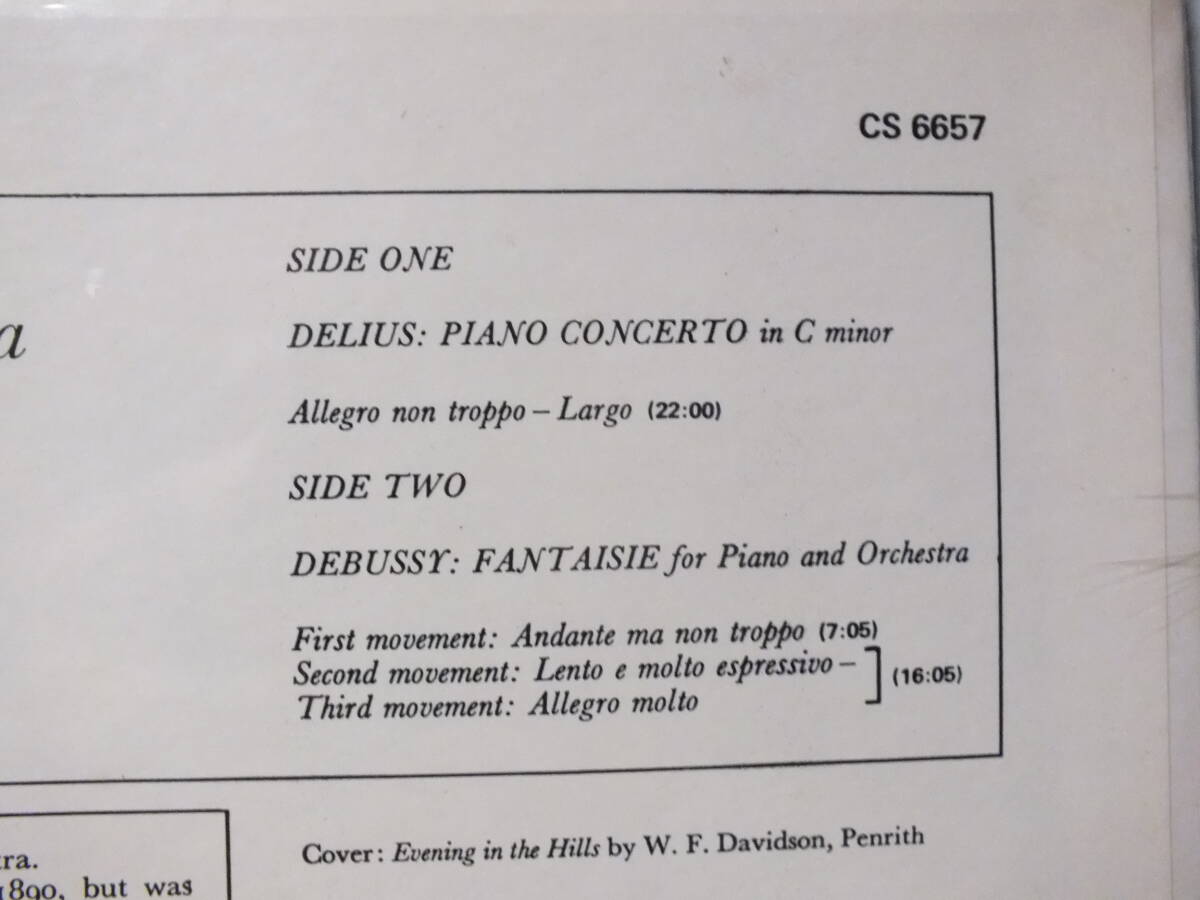 CS 6657
a
SIDE ONE
DELIUS: PIANO CONCERTO in C minor
Allegro non troppo – Largo (22:00)
SIDE TWO
DEBUSSY: FANTAISIE for Piano and Orchestra
First movement: Andante ma non troppo (7:05)
Second movement: Lento e molto espressivo –
Third movement: Allegro molto
(16:05)
Cover: Evening in the Hills by W. F. Davidson, Penrith
tra.
1890, but was